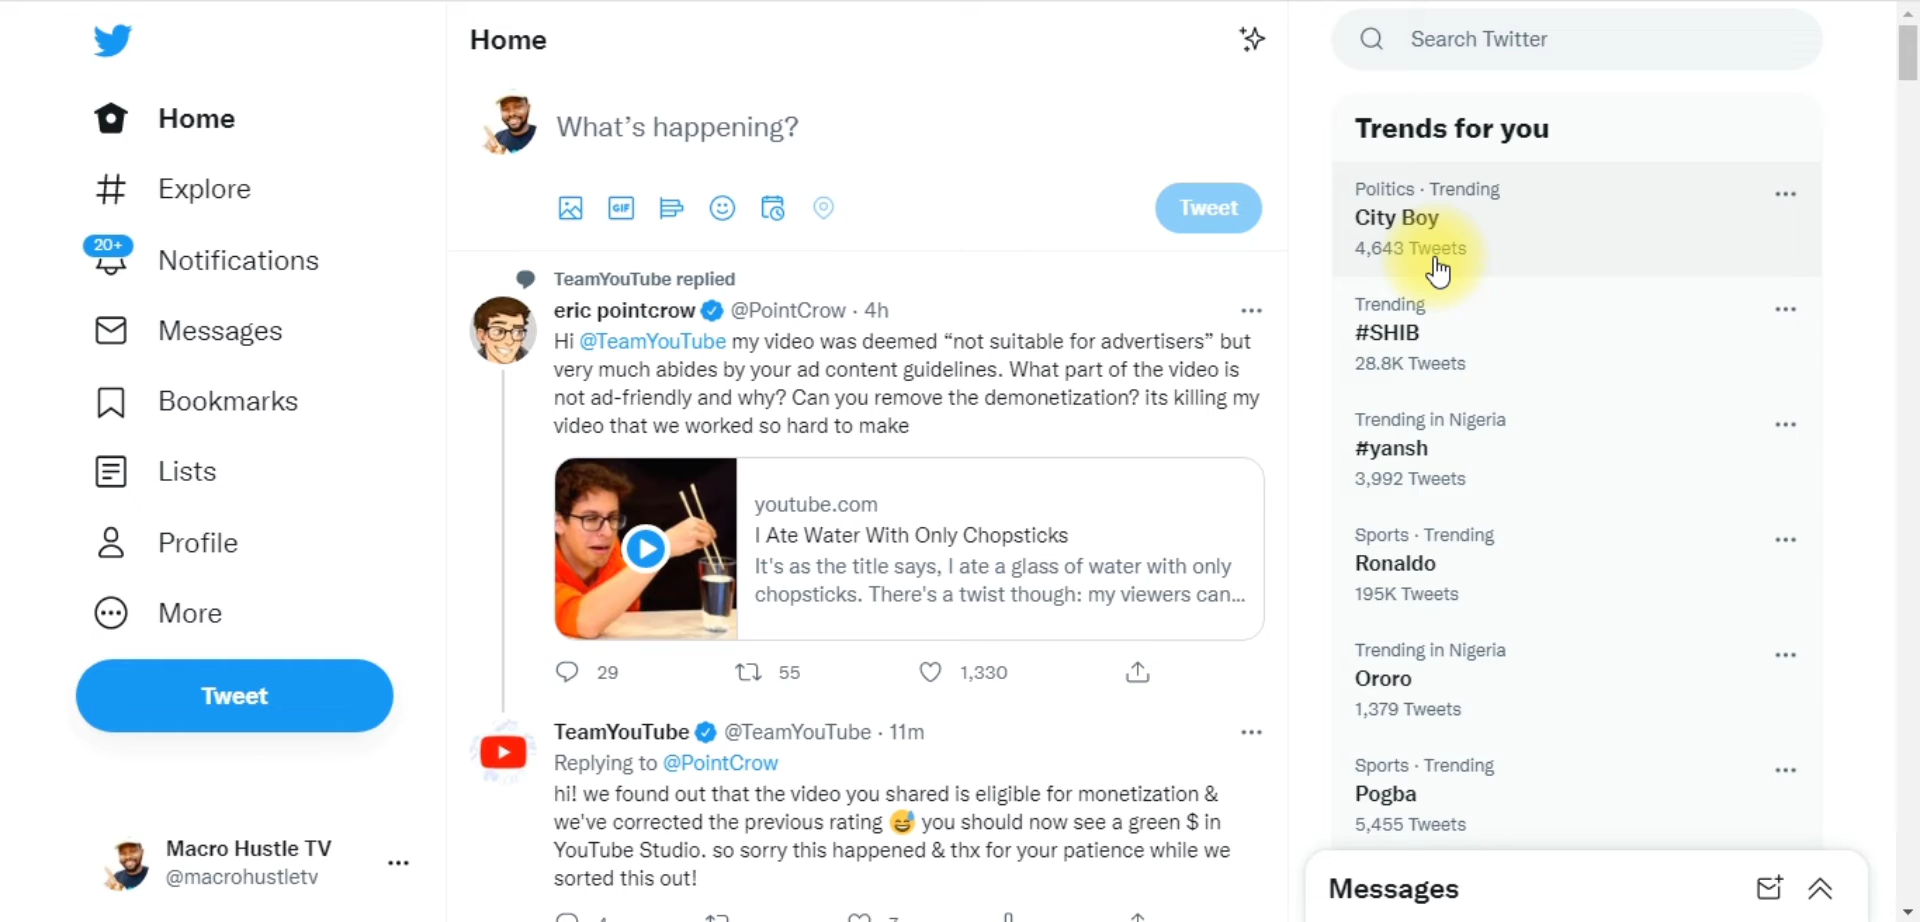 Home
Explore
20+
Notifications
Messages
Bookmarks
Lists
Profile
More
Tweet
Macro Hustle TV
@macrohustletv
Home
What's happening?
GIF
Tweet
TeamYouTube replied
eric pointcrow @PointCrow · 4h
Hi @TeamYouTube my video was deemed “not suitable for advertisers” but
very much abides by your ad content guidelines. What part of the video is
not ad-friendly and why? Can you remove the demonetization? its killing my
video that we worked so hard to make
youtube.com
I Ate Water With Only Chopsticks
It's as the title says, I ate a glass of water with only
chopsticks. There's a twist though: my viewers can...
29 55 1,330
TeamYouTube @TeamYouTube · 11m
Replying to @PointCrow
hi! we found out that the video you shared is eligible for monetization &
we've corrected the previous rating 😅 you should now see a green $ in
YouTube Studio. so sorry this happened & thx for your patience while we
sorted this out!
Search Twitter
Trends for you
Politics · Trending
City Boy
4,643 Tweets
Trending
#SHIB
28.8K Tweets
Trending in Nigeria
#yansh
3,992 Tweets
Sports · Trending
Ronaldo
195K Tweets
Trending in Nigeria
Ororo
1,379 Tweets
Sports · Trending
Pogba
5,455 Tweets
Messages